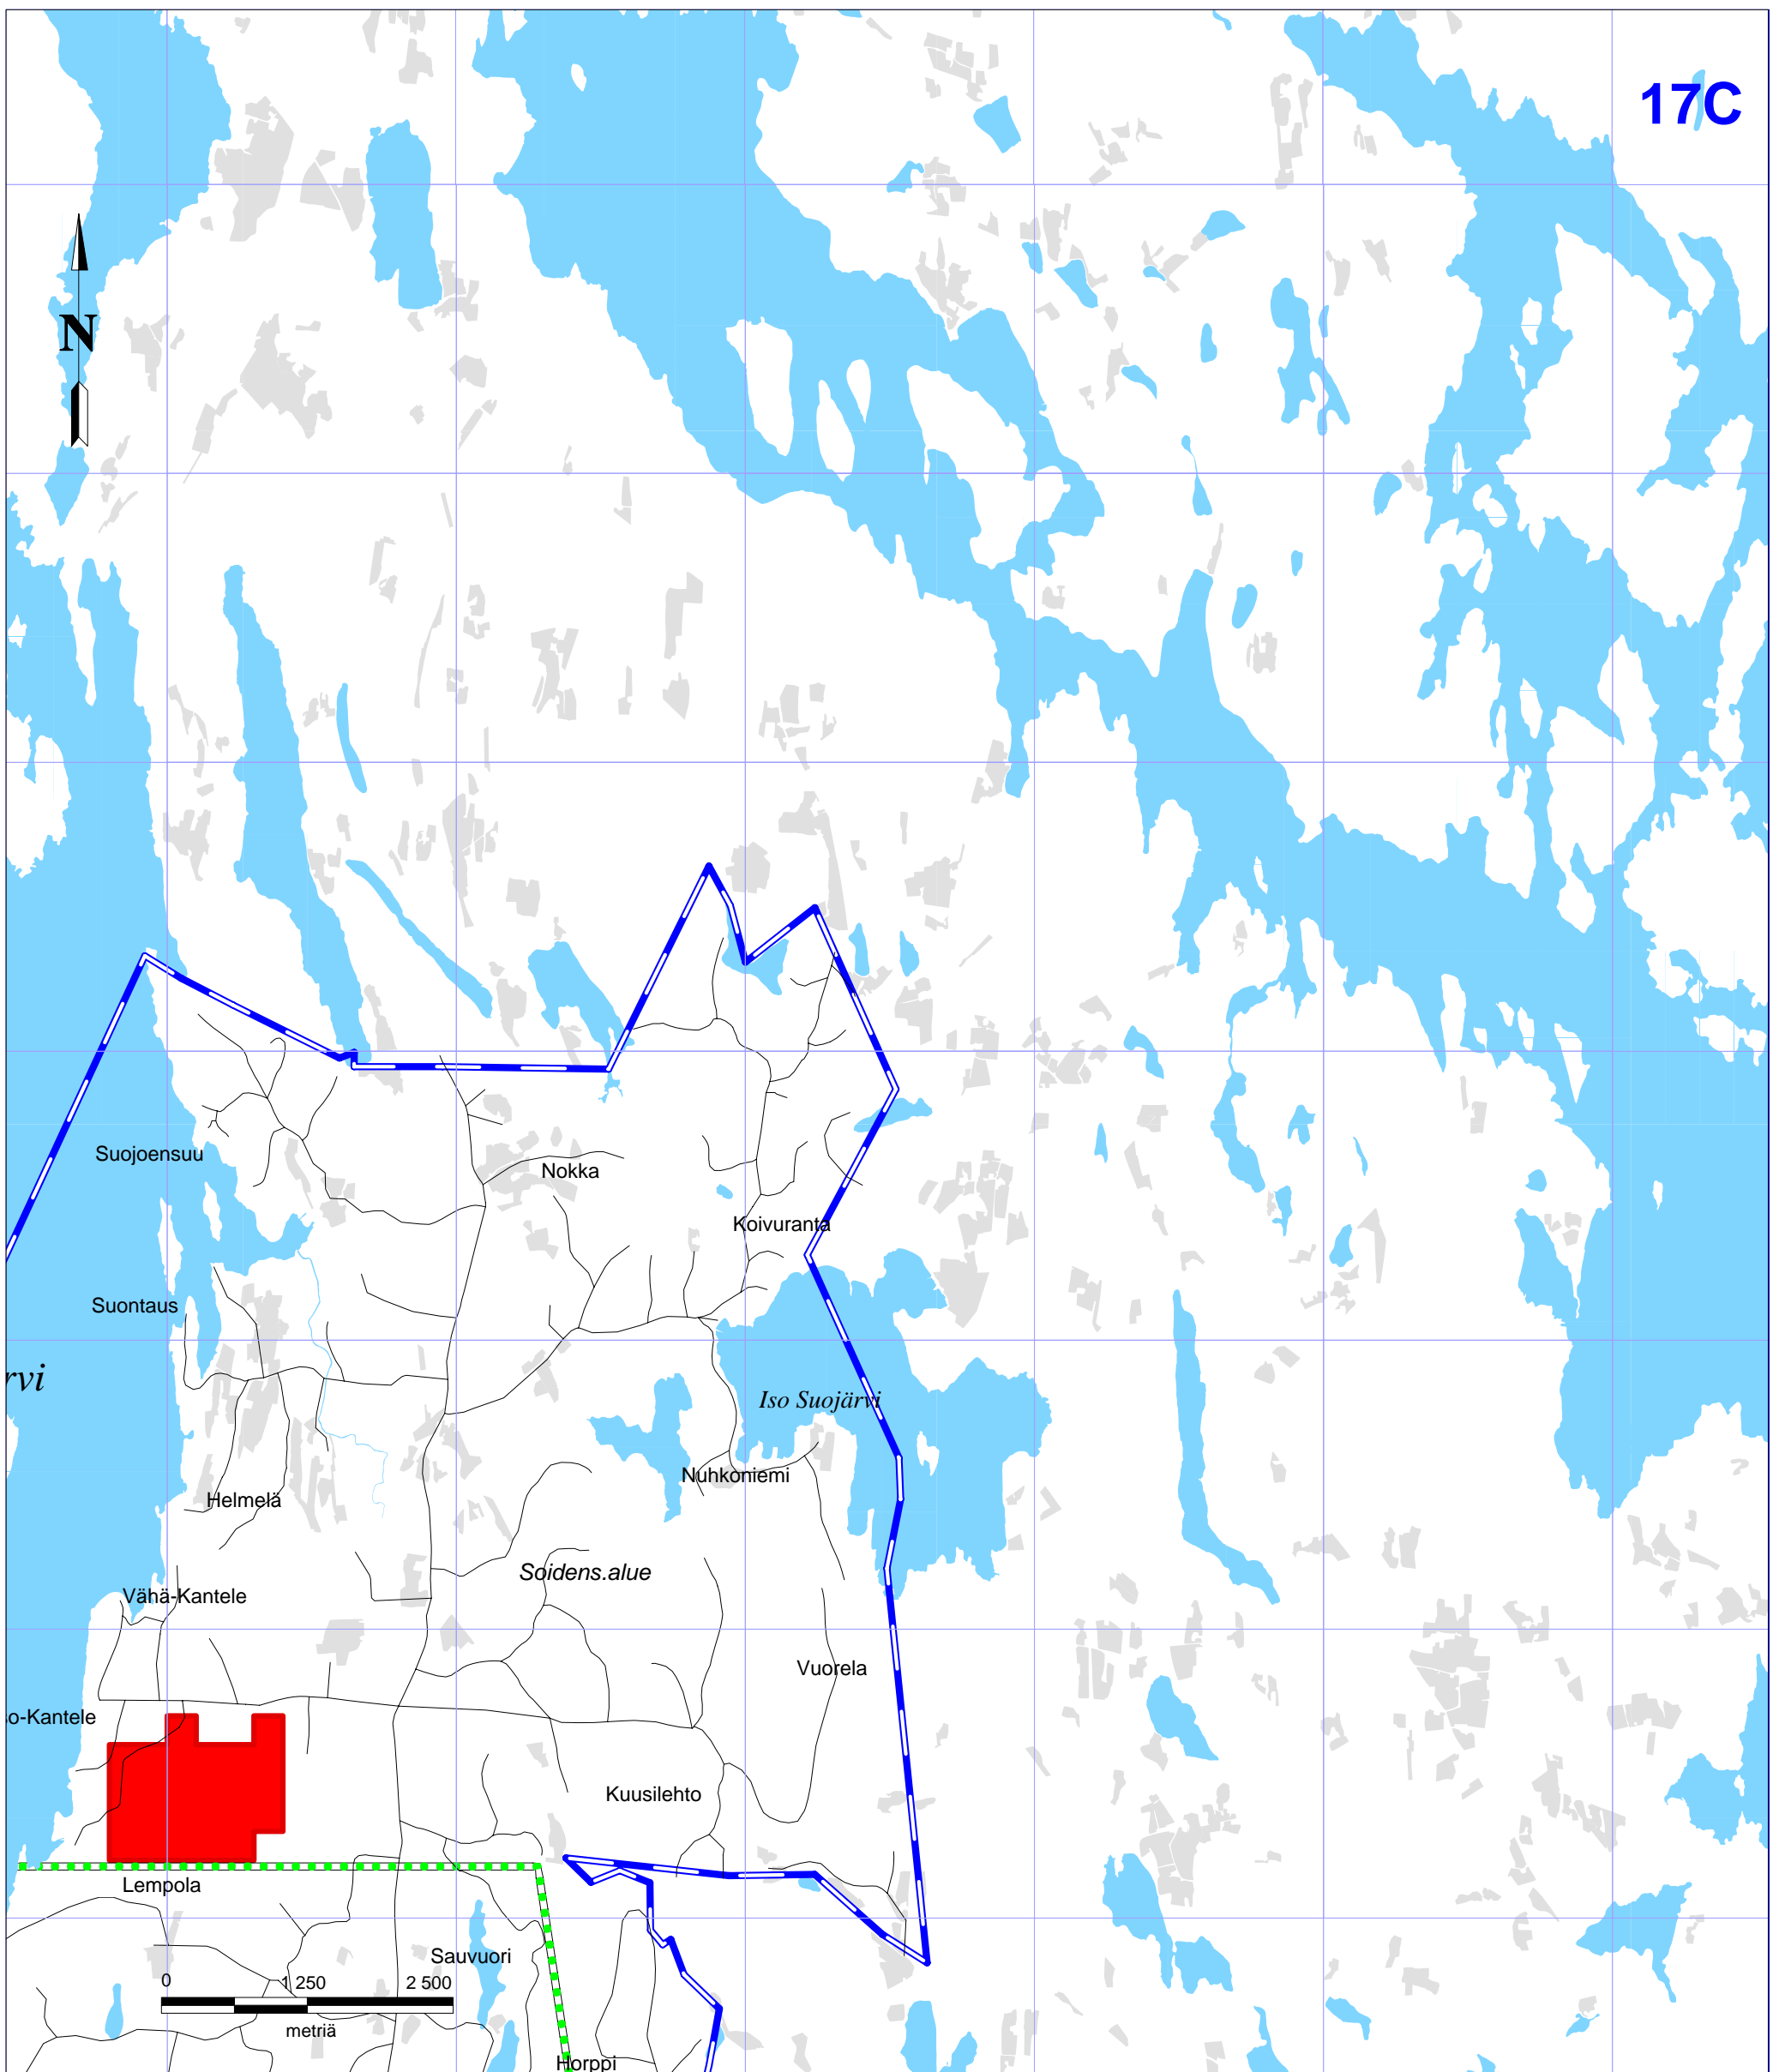 17C
N
Suojoensuu
Nokka
Koivuranta
Suontaus
rvi
Iso Suojärvi
Nuhkoniemi
Helmelä
Soidens.alue
Vähä-Kantele
Vuorela
so-Kantele
Kuusilehto
Lempola
Sauvuori
0 1 250 2 500
metriä
Horppi